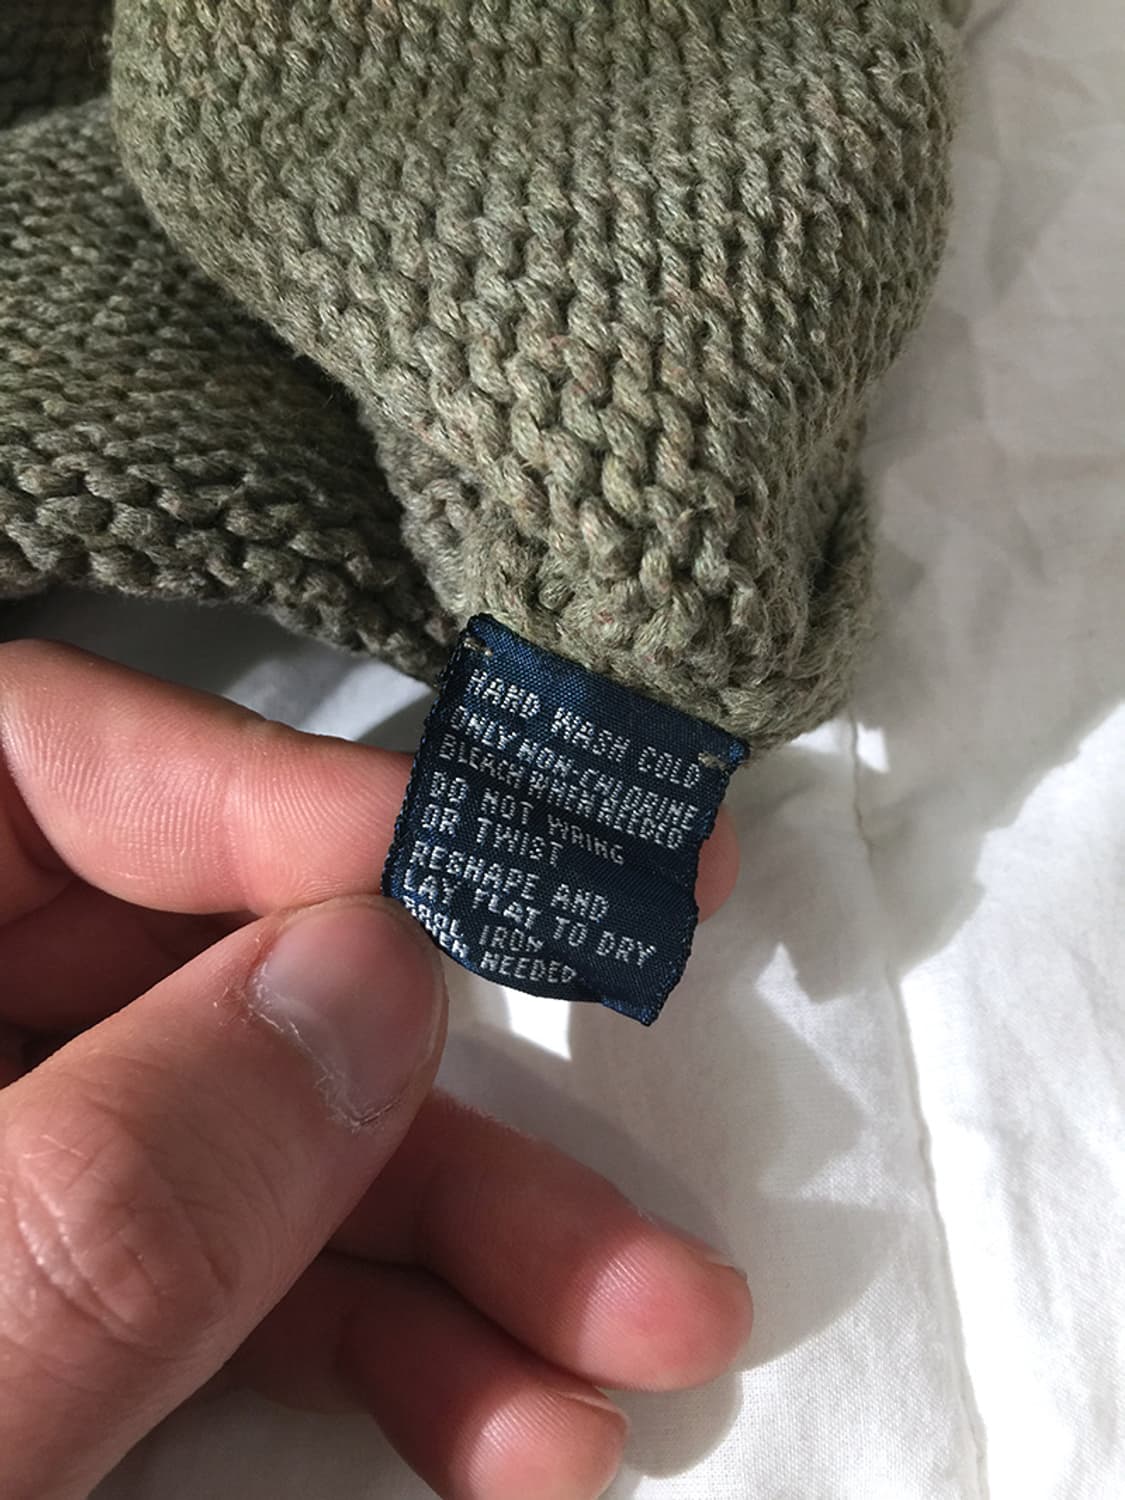 HAND WASH COLD
ONLY NON-CHLORINE
BLEACH WHEN NEEDED
DO NOT WRING
OR TWIST
RESHAPE AND
LAY FLAT TO DRY
COOL IRON
WHEN NEEDED